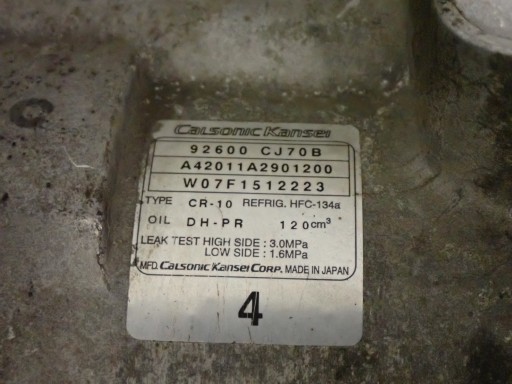 Calsonic Kansei
92600 CJ70B
A42011A2901200
W07F1512223
TYPE CR-10 REFRIG. HFC-134a
OIL DH-PR 120cm³
LEAK TEST HIGH SIDE : 3.0MPa
LOW SIDE : 1.6MPa
MFD. CALSONIC KANSEI CORP. MADE IN JAPAN
4